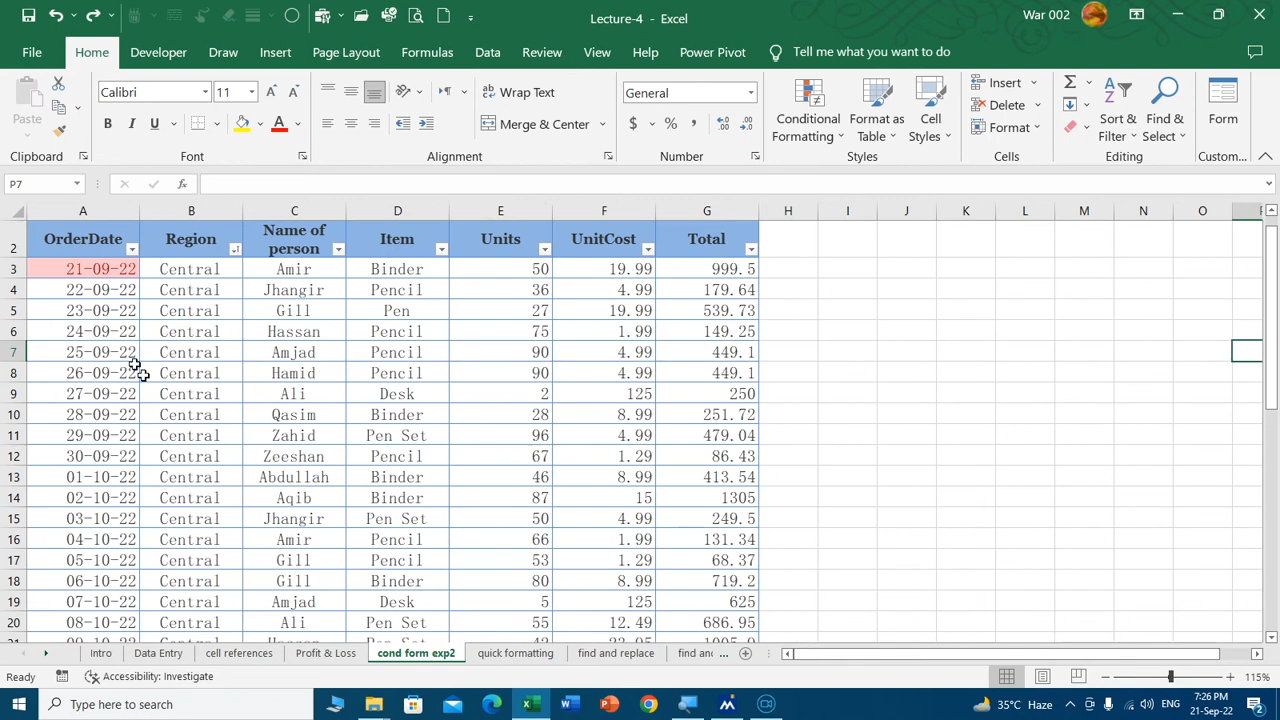 Lecture-4 - Excel
War 002
File Home Developer Draw Insert Page Layout Formulas Data Review View Help Power Pivot Tell me what you want to do
Paste
Clipboard
Calibri 11
B I U A
Font
Wrap Text
Merge & Center
Alignment
General
$ % ,
Number
Conditional Formatting
Format as Table
Cell Styles
Styles
Insert
Delete
Format
Cells
Sort & Filter
Find & Select
Editing
Form
Custom...
P7 fx
A B C D E F G H I J K L M N O
2 OrderDate Region Name of person Item Units UnitCost Total
3 21-09-22 Central Amir Binder 50 19.99 999.5
4 22-09-22 Central Jhangir Pencil 36 4.99 179.64
5 23-09-22 Central Gill Pen 27 19.99 539.73
6 24-09-22 Central Hassan Pencil 75 1.99 149.25
7 25-09-22 Central Amjad Pencil 90 4.99 449.1
8 26-09-22 Central Hamid Pencil 90 4.99 449.1
9 27-09-22 Central Ali Desk 2 125 250
10 28-09-22 Central Qasim Binder 28 8.99 251.72
11 29-09-22 Central Zahid Pen Set 96 4.99 479.04
12 30-09-22 Central Zeeshan Pencil 67 1.29 86.43
13 01-10-22 Central Abdullah Binder 46 8.99 413.54
14 02-10-22 Central Aqib Binder 87 15 1305
15 03-10-22 Central Jhangir Pen Set 50 4.99 249.5
16 04-10-22 Central Amir Pencil 66 1.99 131.34
17 05-10-22 Central Gill Pencil 53 1.29 68.37
18 06-10-22 Central Gill Binder 80 8.99 719.2
19 07-10-22 Central Amjad Desk 5 125 625
20 08-10-22 Central Ali Pen Set 55 12.49 686.95
Intro Data Entry cell references Profit & Loss cond form exp2 quick formatting find and replace find and ...
Ready Accessibility: Investigate 115%
Type here to search
35°C Haze ENG
7:26 PM
21-Sep-22